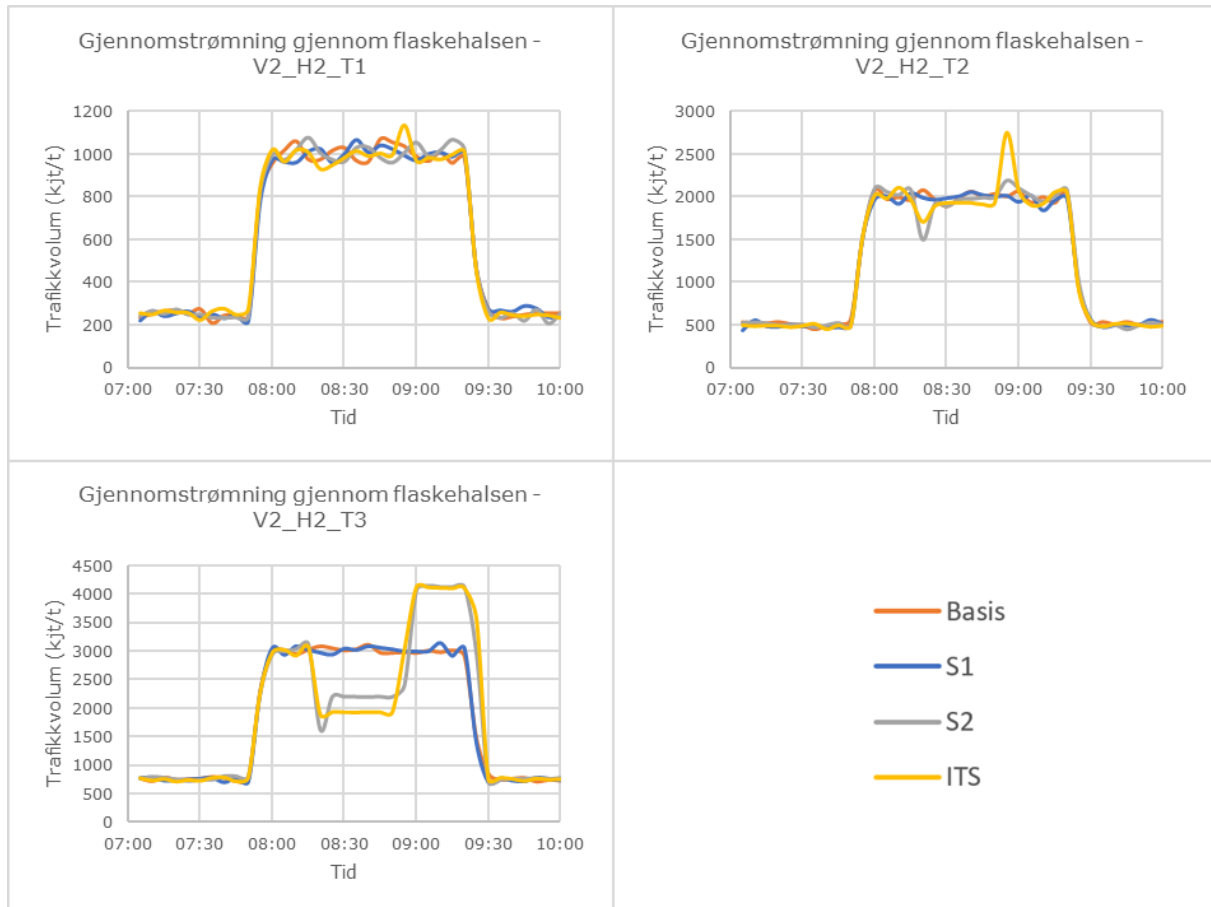 Gjennomstrømning gjennom flaskehalsen -
V2_H2_T1
Trafikkvolum (kjt/t)
1200
1000
800
600
400
200
0
07:00 07:30 08:00 08:30 09:00 09:30 10:00
Tid
Gjennomstrømning gjennom flaskehalsen -
V2_H2_T2
Trafikkvolum (kjt/t)
3000
2500
2000
1500
1000
500
0
07:00 07:30 08:00 08:30 09:00 09:30 10:00
Tid
Gjennomstrømning gjennom flaskehalsen -
V2_H2_T3
Trafikkvolum (kjt/t)
4500
4000
3500
3000
2500
2000
1500
1000
500
0
07:00 07:30 08:00 08:30 09:00 09:30 10:00
Tid
Basis
S1
S2
ITS